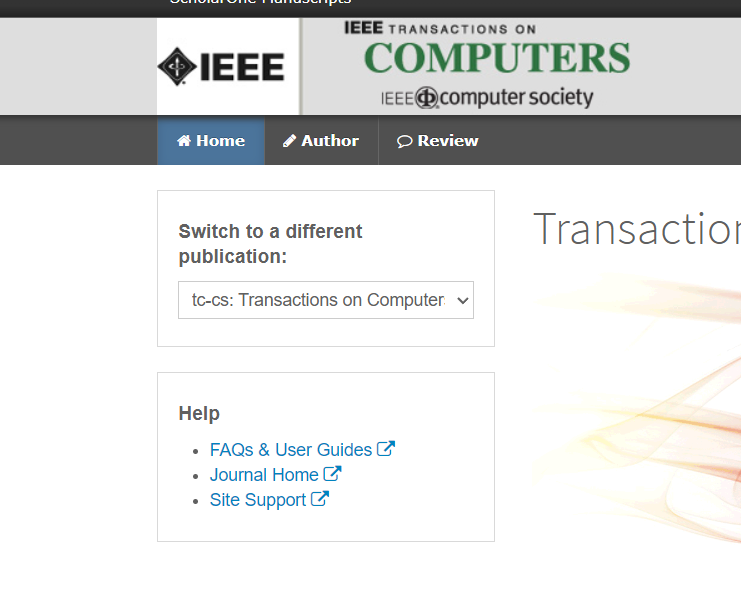 ScholarOne Manuscripts
IEEE
IEEE TRANSACTIONS ON
COMPUTERS
IEEE computer society
Home
Author
Review
Switch to a different
publication:
tc-cs: Transactions on Computer
Transaction
Help
FAQs & User Guides
Journal Home
Site Support